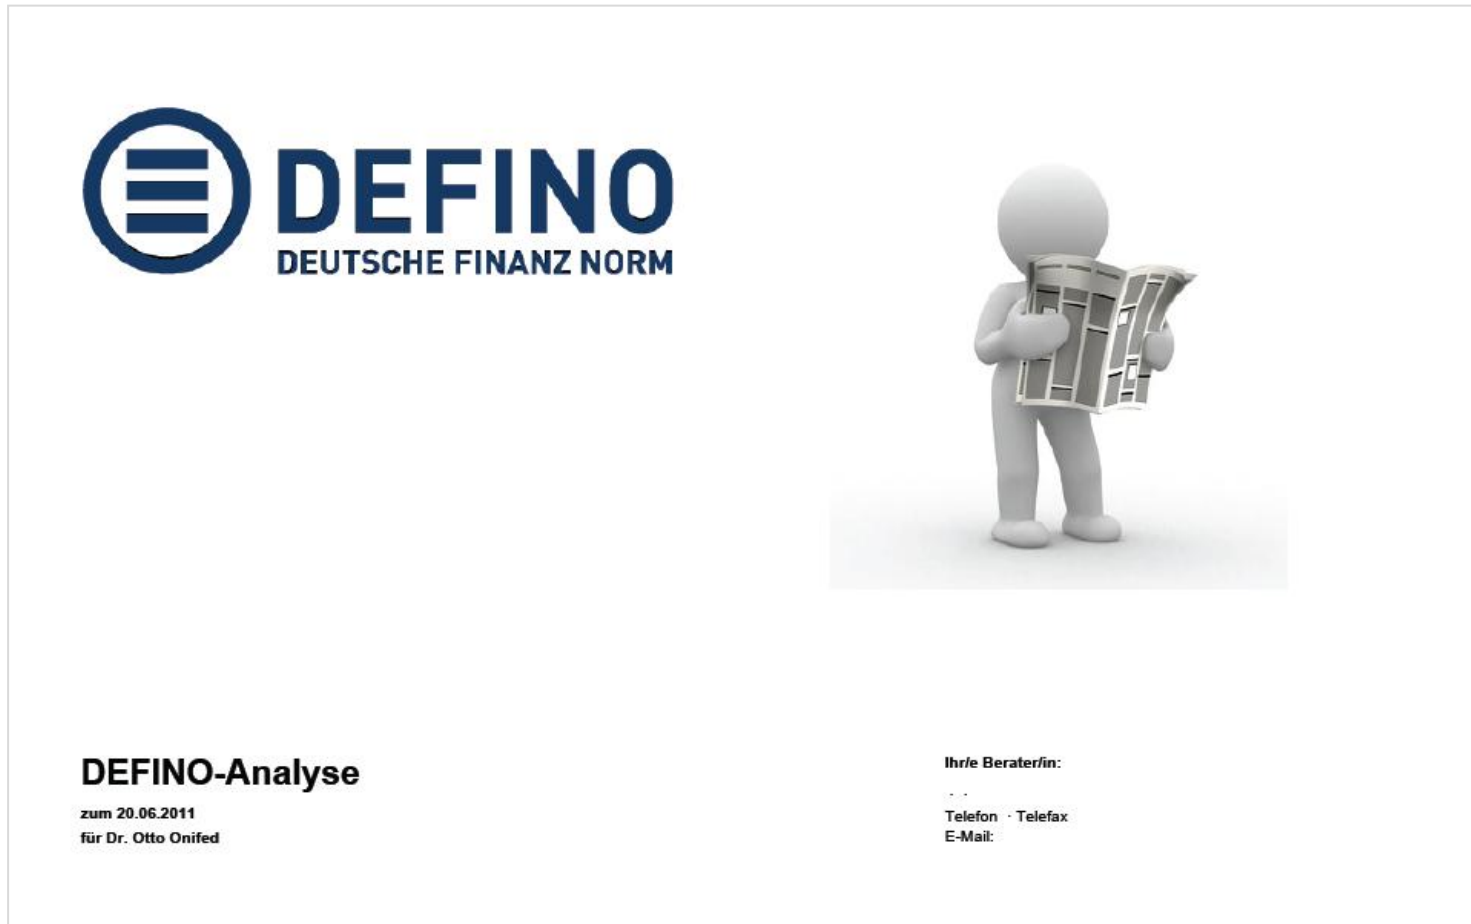 DEFINO
DEUTSCHE FINANZ NORM
DEFINO-Analyse
zum 20.06.2011
für Dr. Otto Onifed
Ihr/e Berater/in:
· ·
Telefon · Telefax
E-Mail: